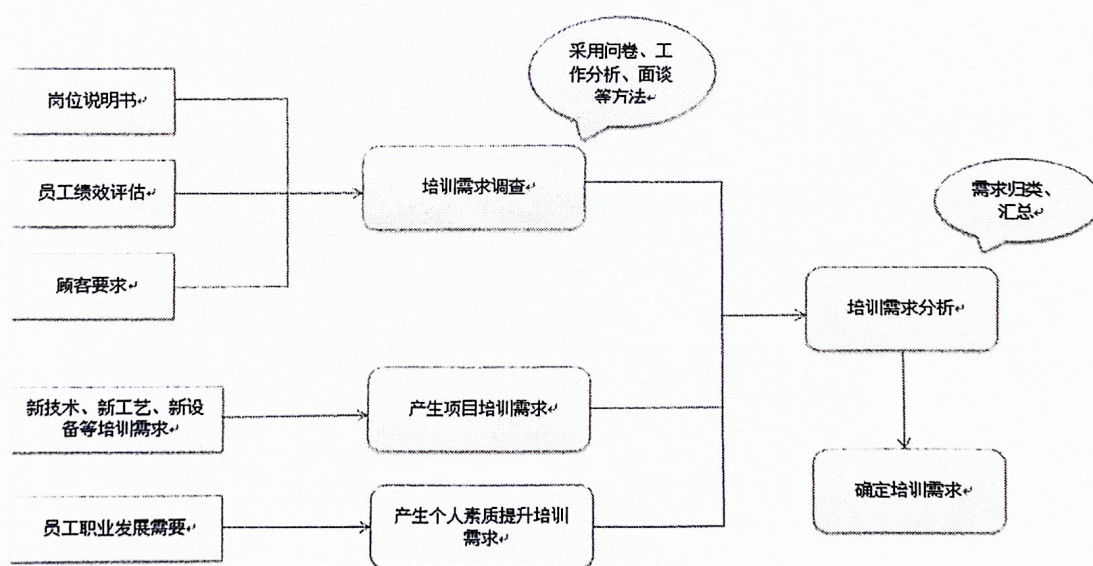 采用问卷、工
作分析、面谈
等方法
岗位说明书
员工绩效评估
培训需求调查
需求归类、
汇总
顾客要求
培训需求分析
新技术、新工艺、新设
备等培训需求
产生项目培训需求
确定培训需求
员工职业发展需要
产生个人素质提升培训
需求